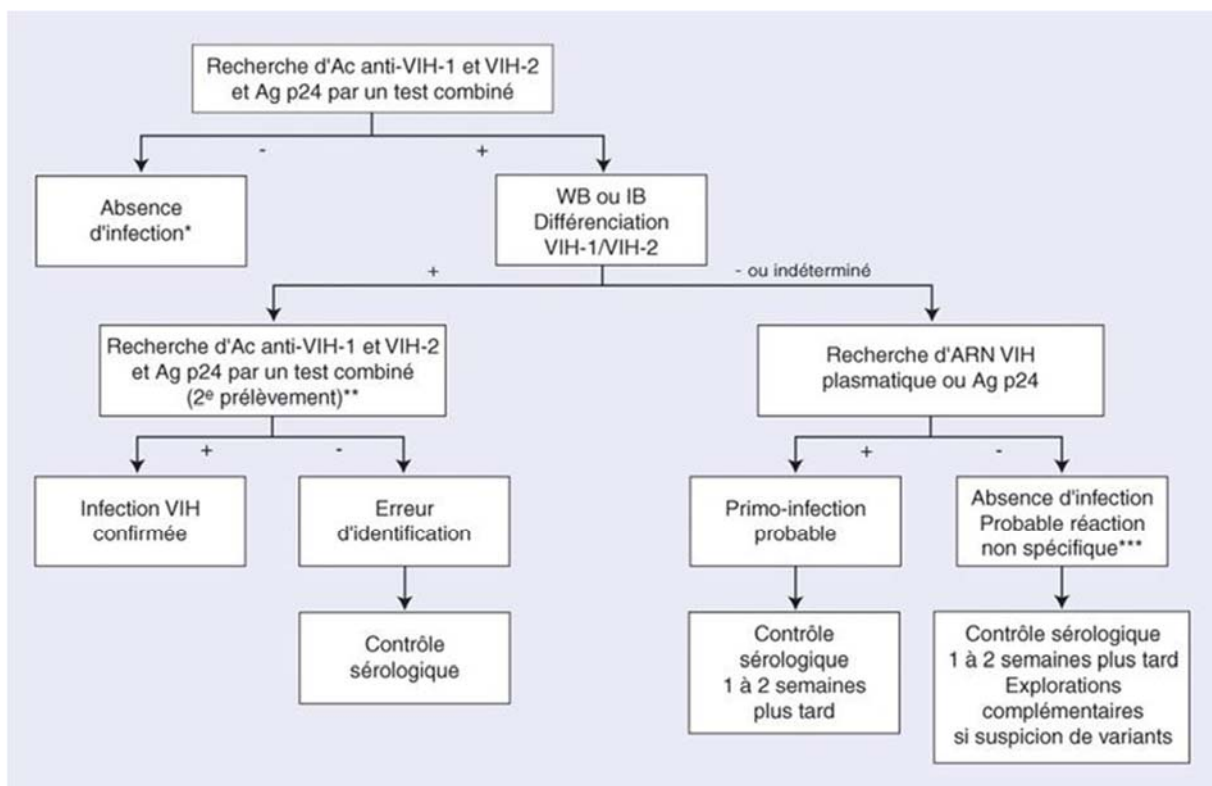 Recherche d'Ac anti-VIH-1 et VIH-2
et Ag p24 par un test combiné
-
+
Absence
d'infection*
WB ou IB
Différenciation
VIH-1/VIH-2
+
- ou indéterminé
Recherche d'Ac anti-VIH-1 et VIH-2
et Ag p24 par un test combiné
(2e prélèvement)**
Recherche d'ARN VIH
plasmatique ou Ag p24
+
-
+
-
Infection VIH
confirmée
Erreur
d'identification
Primo-infection
probable
Absence d'infection
Probable réaction
non spécifique***
Contrôle
sérologique
Contrôle
sérologique
1 à 2 semaines
plus tard
Contrôle sérologique
1 à 2 semaines plus tard
Explorations
complémentaires
si suspicion de variants